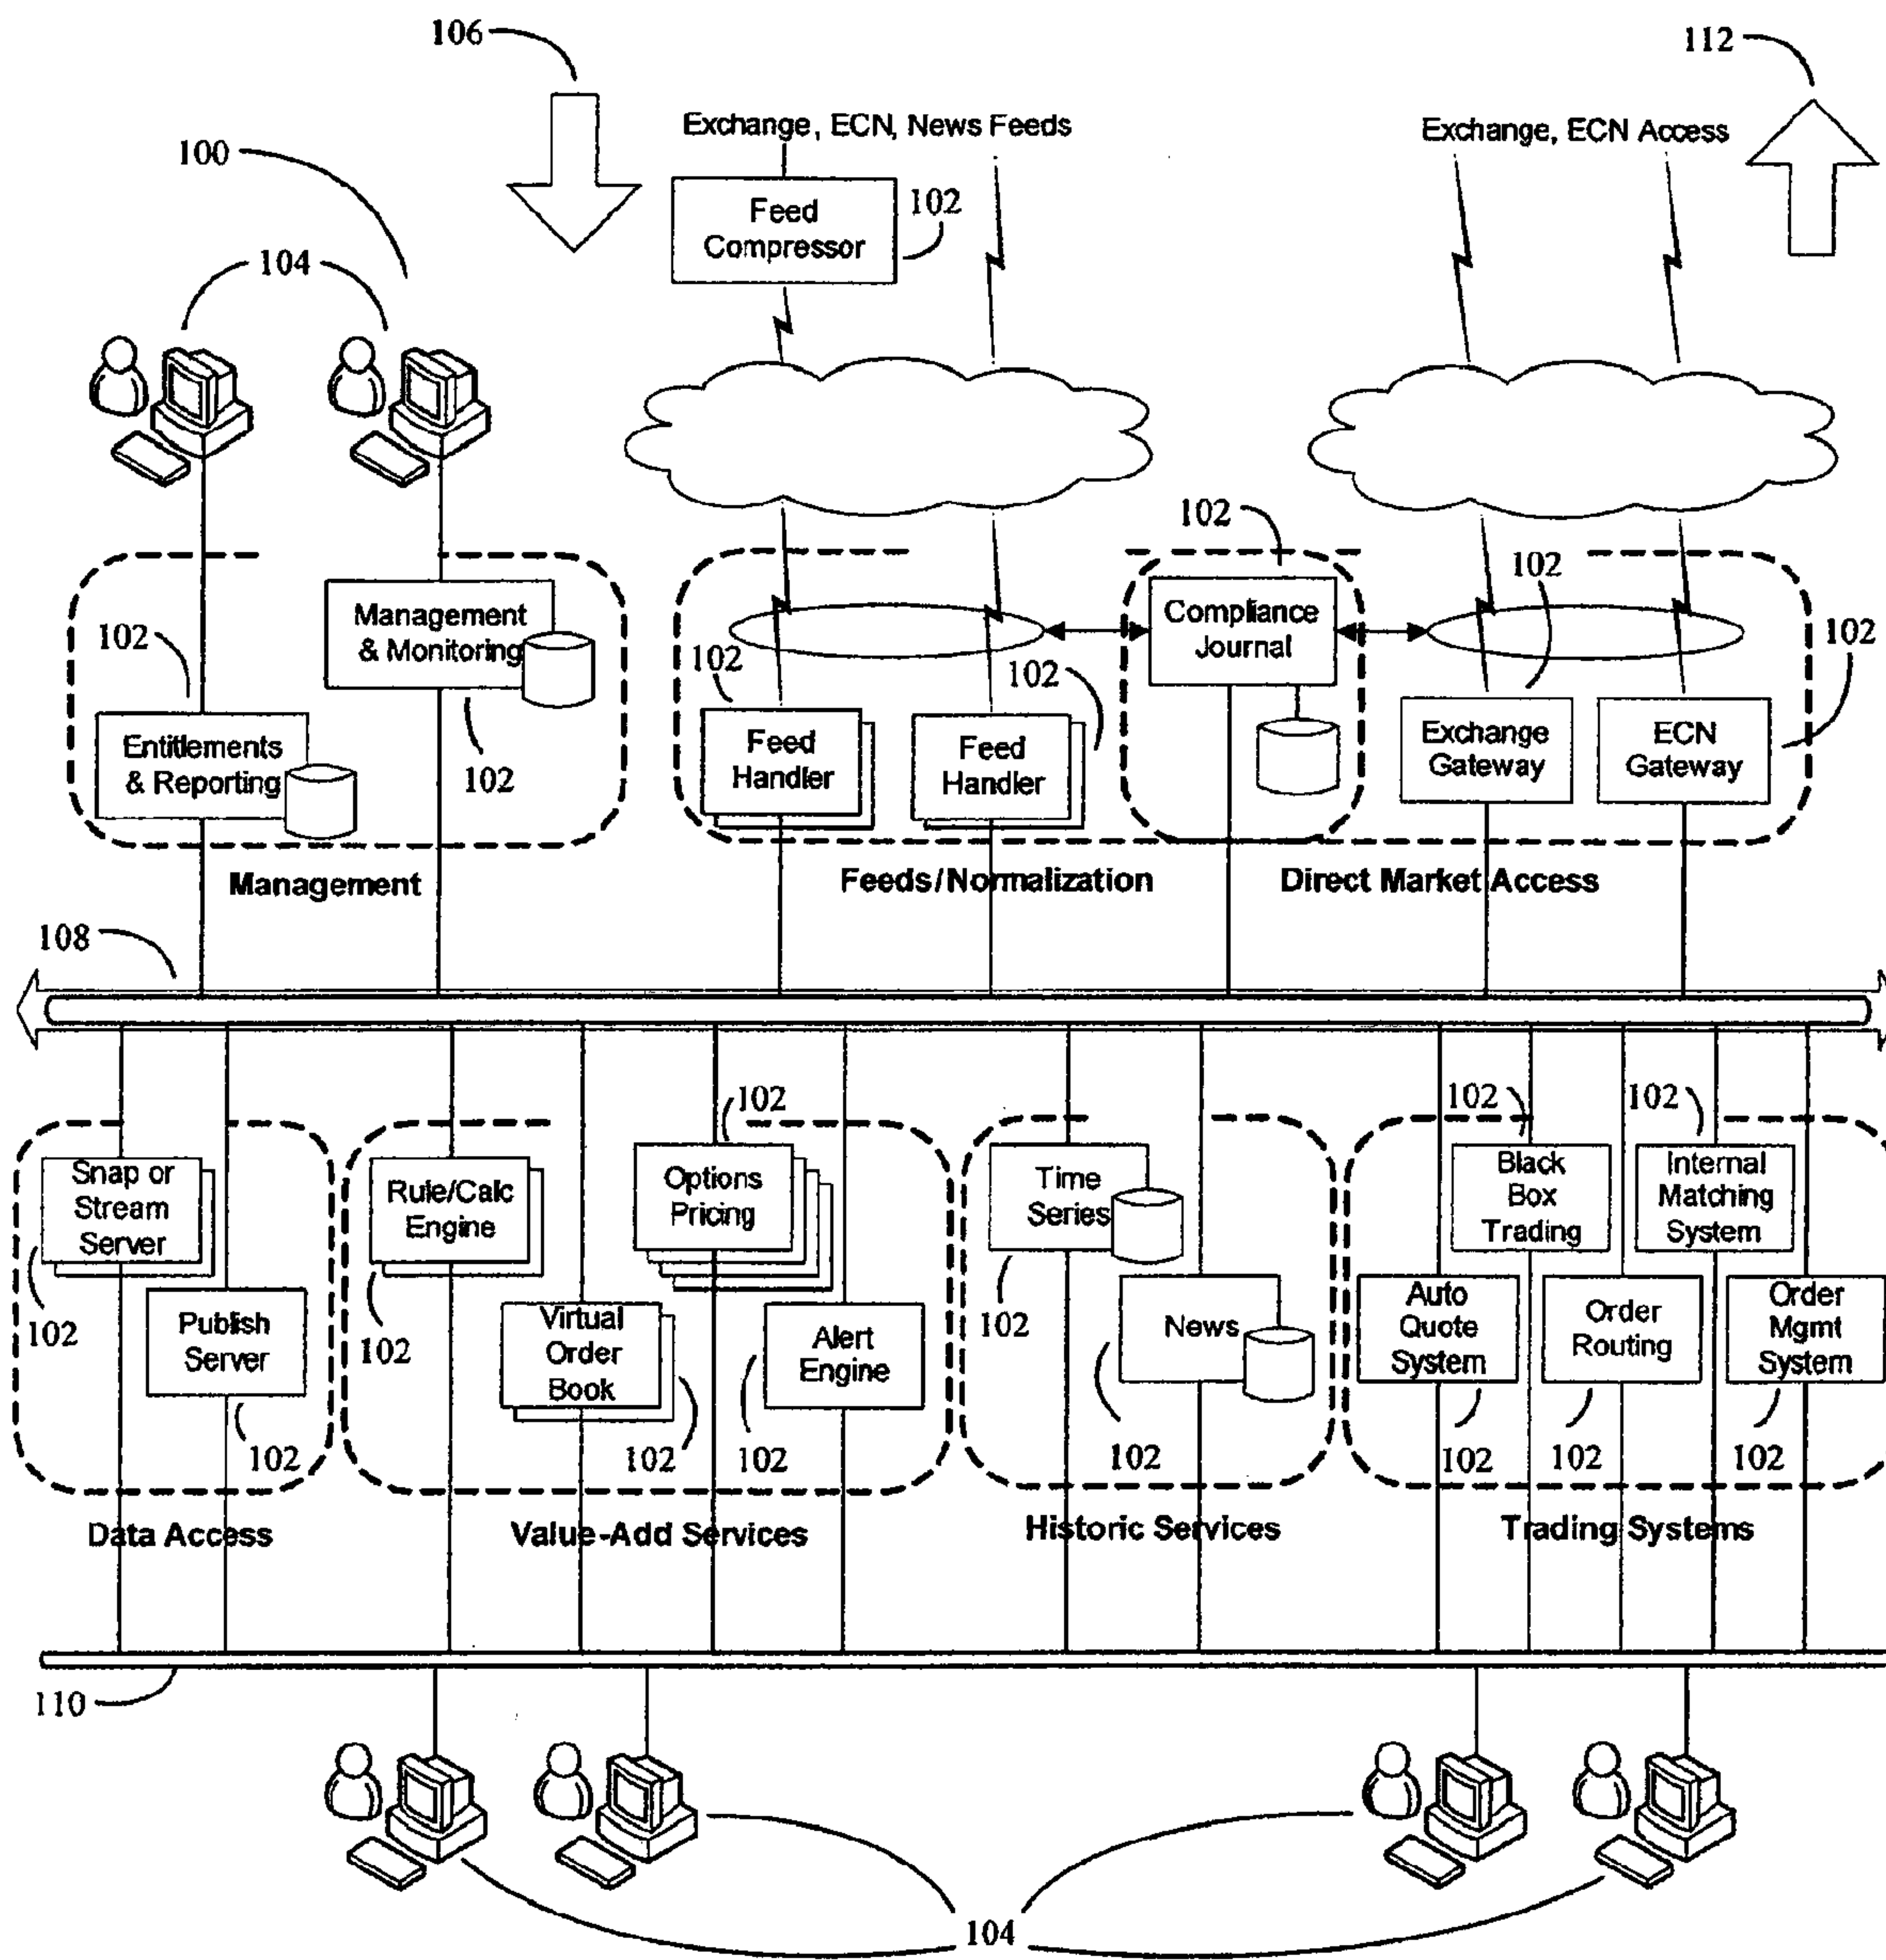 106
112
Exchange, ECN, News Feeds
Exchange, ECN Access
100
Feed
Compressor
102
104
102
Management
& Monitoring
102
Compliance
Journal
102
102
102
102
102
Entitlements
& Reporting
102
Feed
Handler
Feed
Handler
Exchange
Gateway
ECN
Gateway
Management
Feeds/Normalization
Direct Market Access
108
102
102
102
Snap or
Stream
Server
Rule/Calc
Engine
Options
Pricing
Time
Series
Black
Box
Trading
Internal
Matching
System
102
Publish
Server
102
Virtual
Order
Book
Alert
Engine
102
News
Auto
Quote
System
Order
Routing
Order
Mgmt
System
102
102
102
102
102
102
102
Data Access
Value-Add Services
Historic Services
Trading Systems
110
104